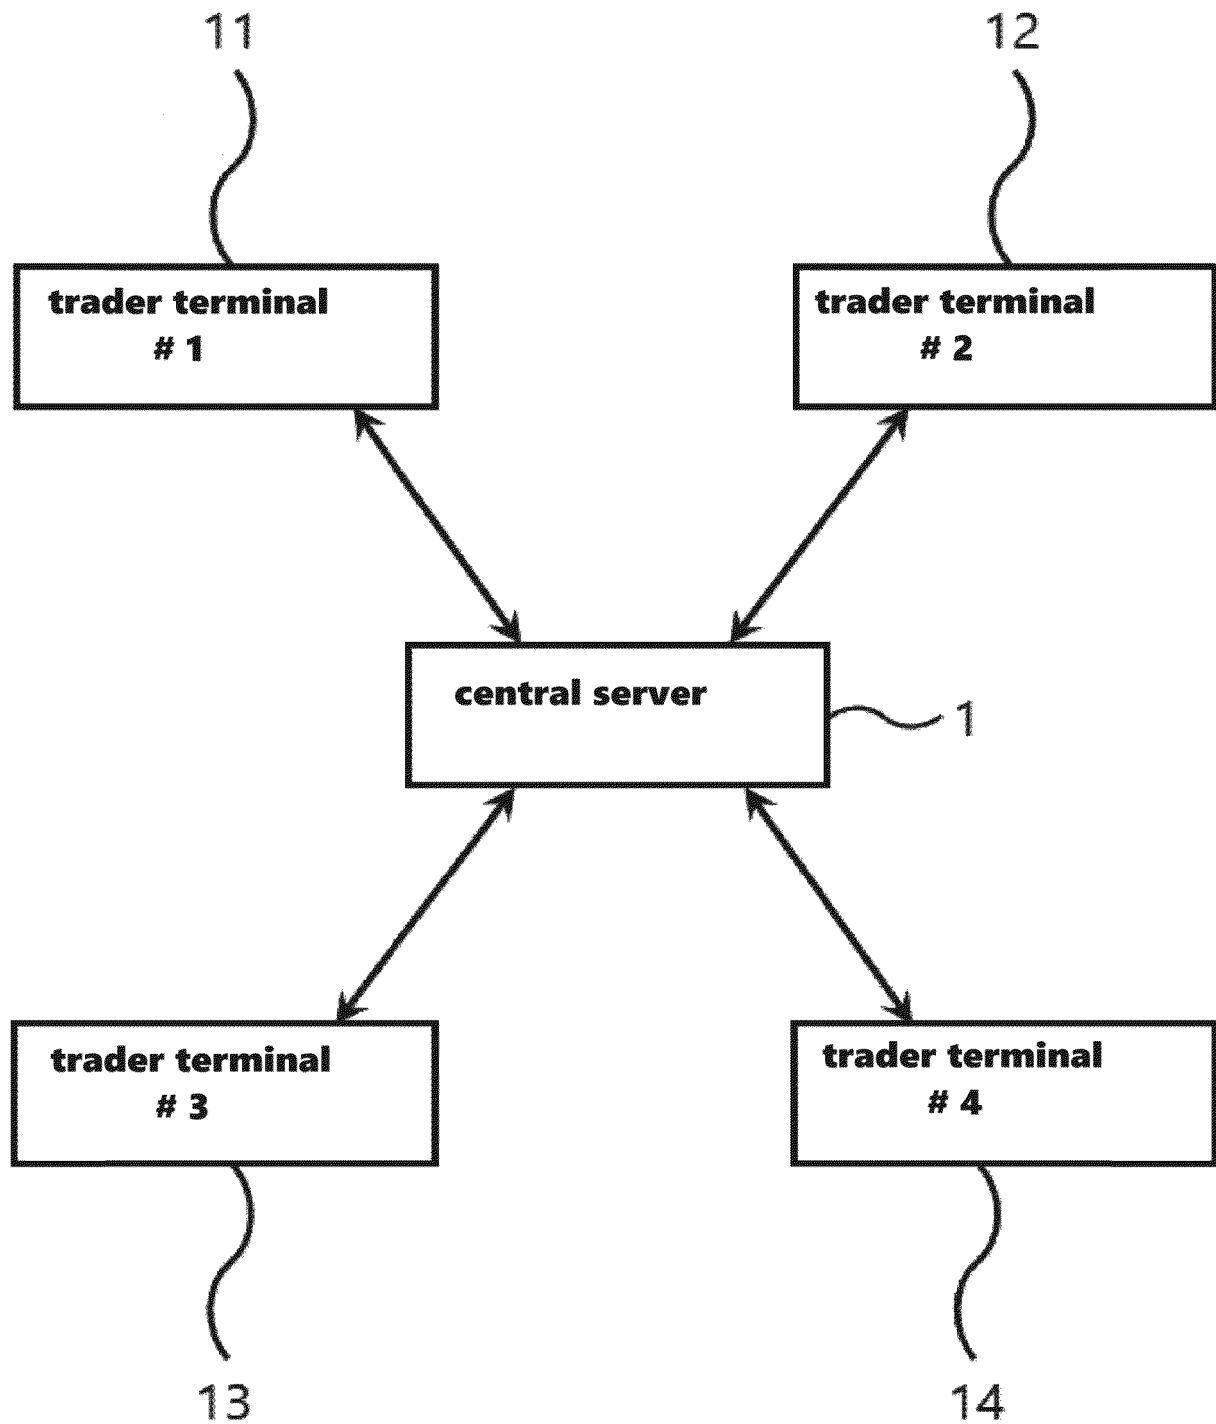 11
12
trader terminal
# 1
trader terminal
# 2
central server
1
trader terminal
# 3
trader terminal
# 4
13
14